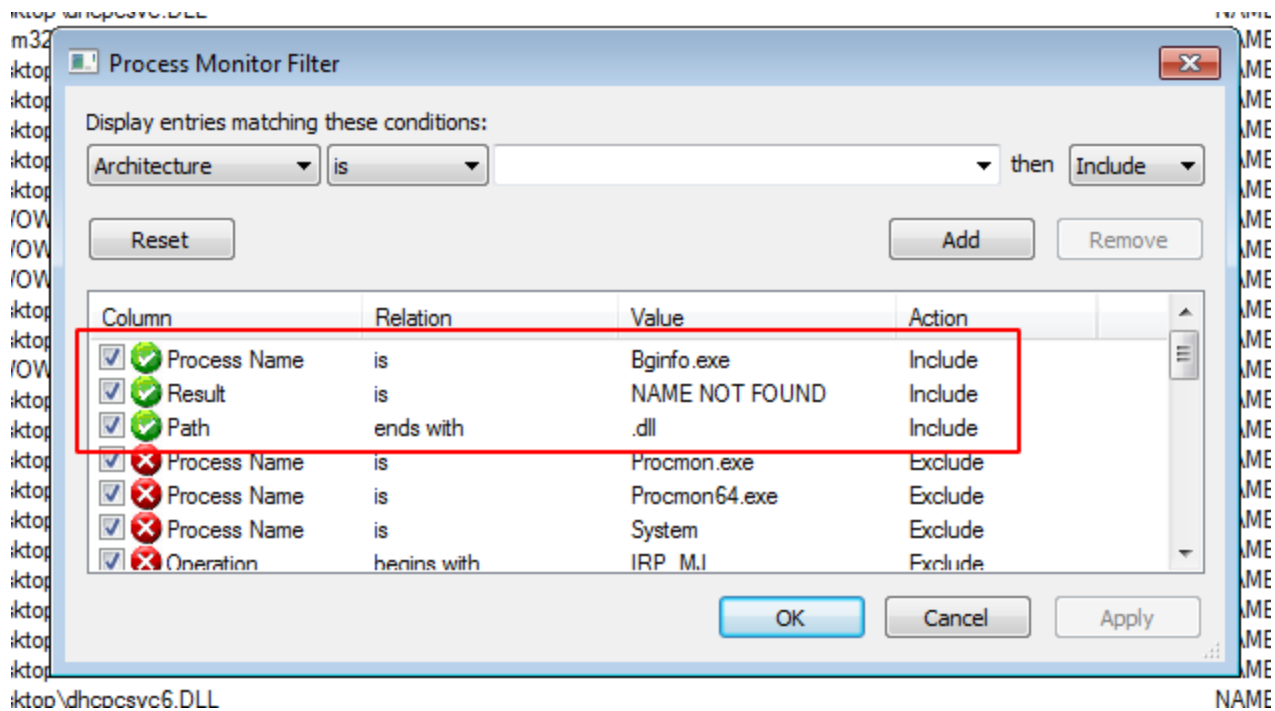 Process Monitor Filter
Display entries matching these conditions:
Architecture is then Include
Reset Add Remove
Column Relation Value Action
Process Name is Bginfo.exe Include
Result is NAME NOT FOUND Include
Path ends with .dll Include
Process Name is Procmon.exe Exclude
Process Name is Procmon64.exe Exclude
Process Name is System Exclude
Operation begins with IRP_MJ Exclude
OK Cancel Apply
ktop\dhcpcsvc6.DLL NAME